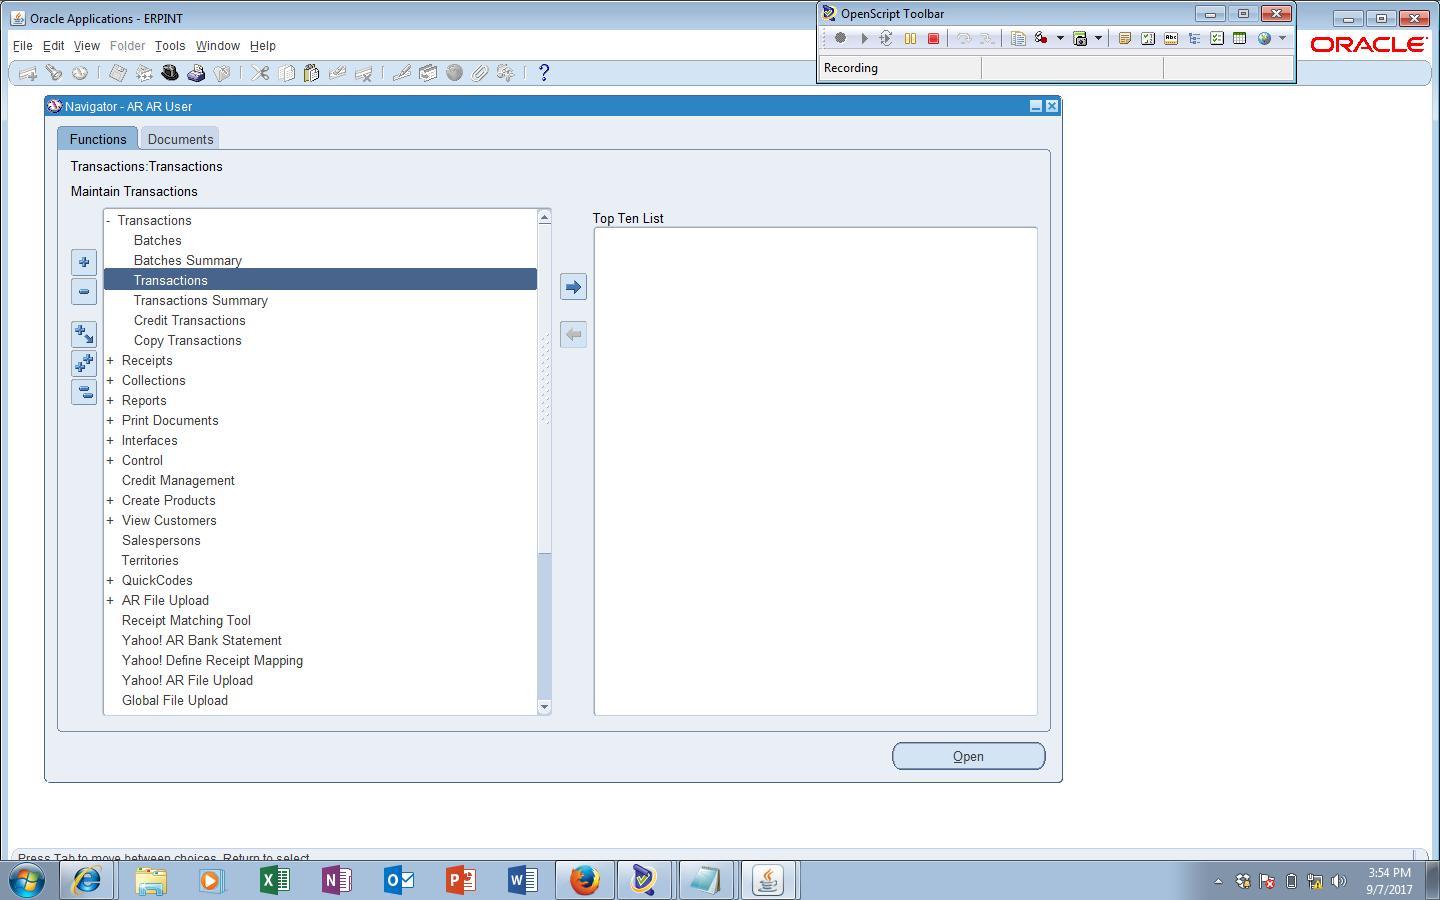 Oracle Applications - ERPINT
OpenScript Toolbar
File Edit View Folder Tools Window Help
ORACLE
Recording
Navigator - AR AR User
Functions Documents
Transactions:Transactions
Maintain Transactions
Top Ten List
- Transactions
Batches
Batches Summary
Transactions
Transactions Summary
Credit Transactions
Copy Transactions
+ Receipts
+ Collections
+ Reports
+ Print Documents
+ Interfaces
+ Control
Credit Management
+ Create Products
+ View Customers
Salespersons
Territories
+ QuickCodes
+ AR File Upload
Receipt Matching Tool
Yahoo! AR Bank Statement
Yahoo! Define Receipt Mapping
Yahoo! AR File Upload
Global File Upload
Open
Press Tab to move between choices, Return to select
3:54 PM
9/7/2017